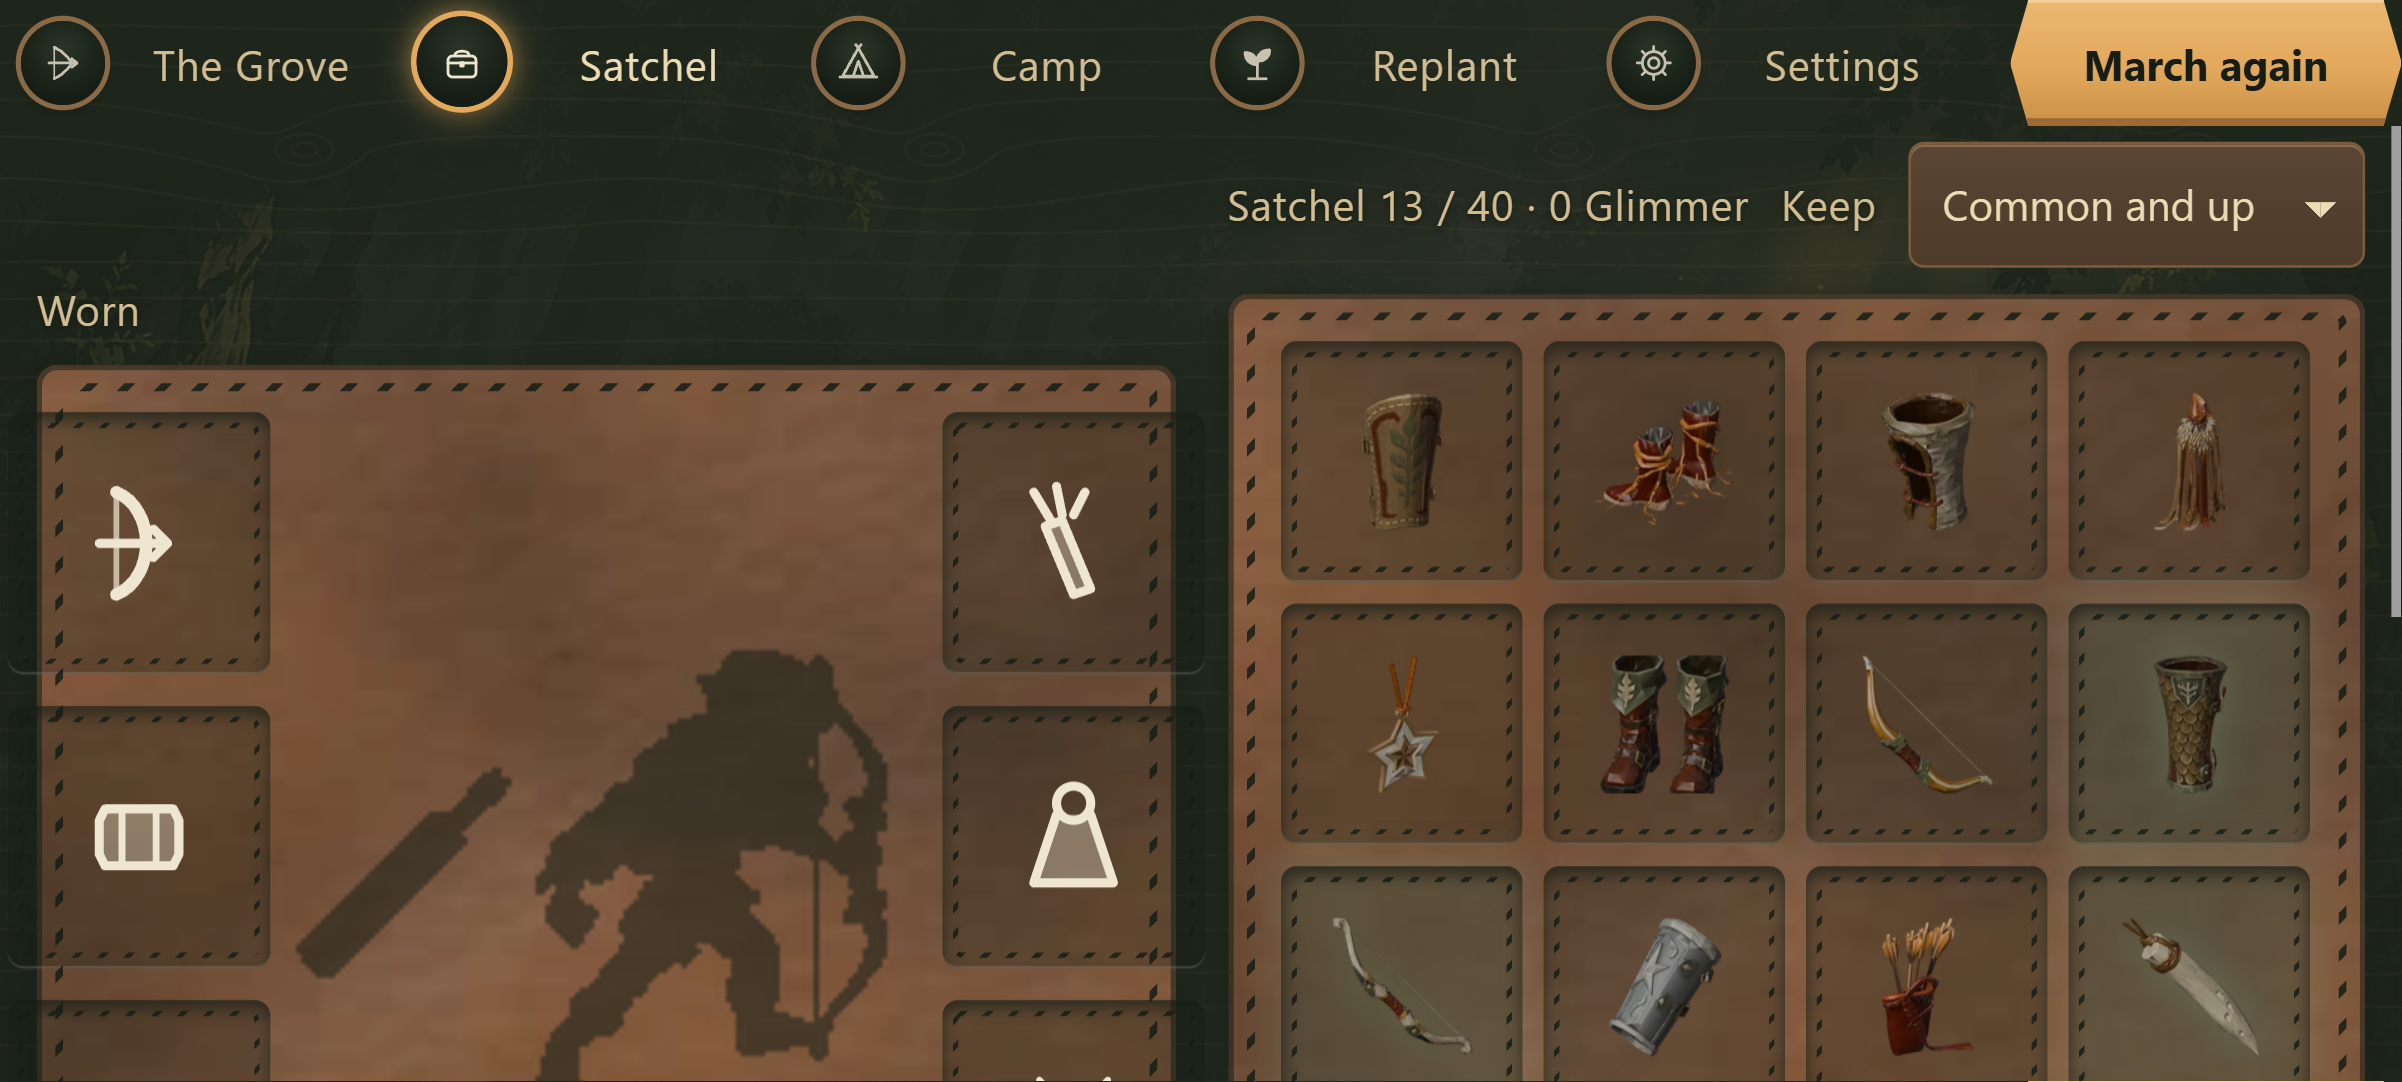 The Grove
Satchel
Camp
Replant
Settings
March again
Satchel 13 / 40 · 0 Glimmer
Keep
Common and up
Worn